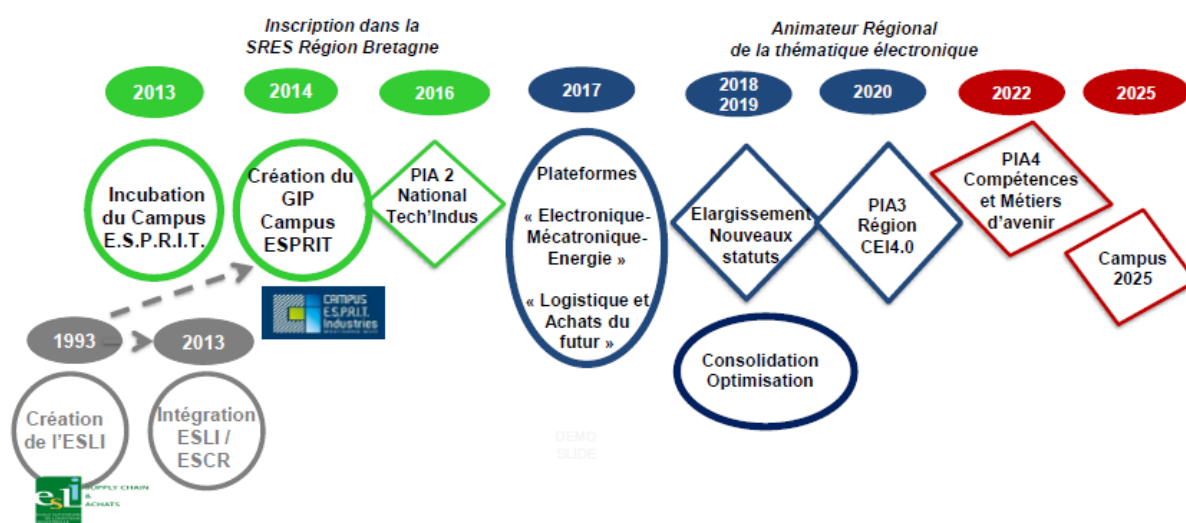 Inscription dans la
SRES Région Bretagne
Animateur Régional
de la thématique électronique
2013
2014
2016
2017
2018
2019
2020
2022
2025
Incubation
du Campus
E.S.P.R.I.T.
Création du
GIP
Campus
ESPRIT
PIA 2
National
Tech'Indus
Plateformes
« Electronique-
Mécatronique-
Energie »
« Logistique et
Achats du
futur »
Elargissement
Nouveaux
statuts
PIA3
Région
CEI4.0
PIA4
Compétences
et Métiers
d'avenir
Campus
2025
CAMPUS
E.S.P.R.I.T.
Industries
1993
2013
Consolidation
Optimisation
Création
de l'ESLI
Intégration
ESLI /
ESCR
DEMO
SLIDE
esli
SUPPLY CHAIN
&
ACHATS